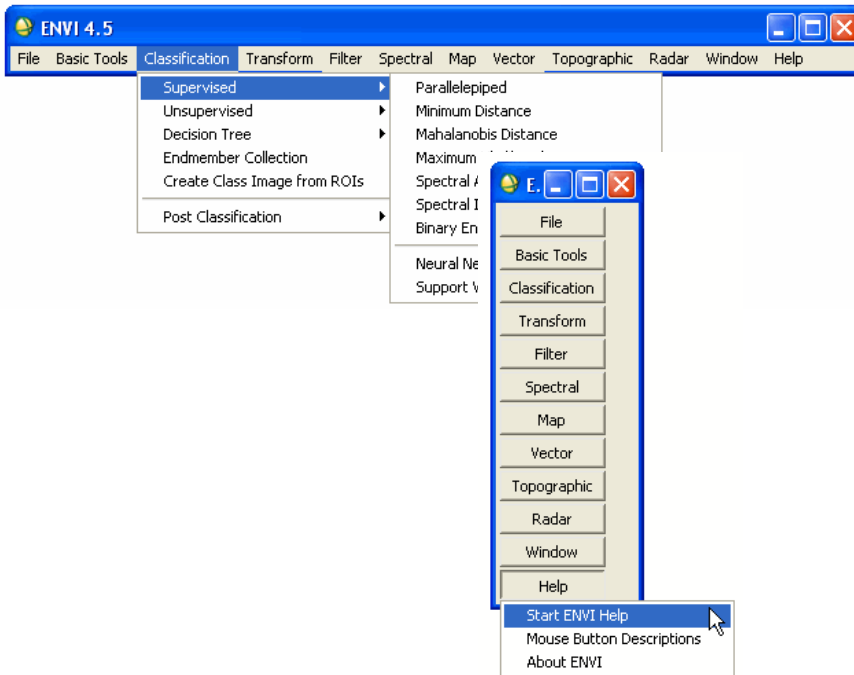 ENVI 4.5
File Basic Tools Classification Transform Filter Spectral Map Vector Topographic Radar Window Help
Supervised
Unsupervised
Decision Tree
Endmember Collection
Create Class Image from ROIs
Post Classification
Parallelepiped
Minimum Distance
Mahalanobis Distance
Maximum
Spectral
Spectral
Binary En
Neural Ne
Support
E.
File
Basic Tools
Classification
Transform
Filter
Spectral
Map
Vector
Topographic
Radar
Window
Help
Start ENVI Help
Mouse Button Descriptions
About ENVI